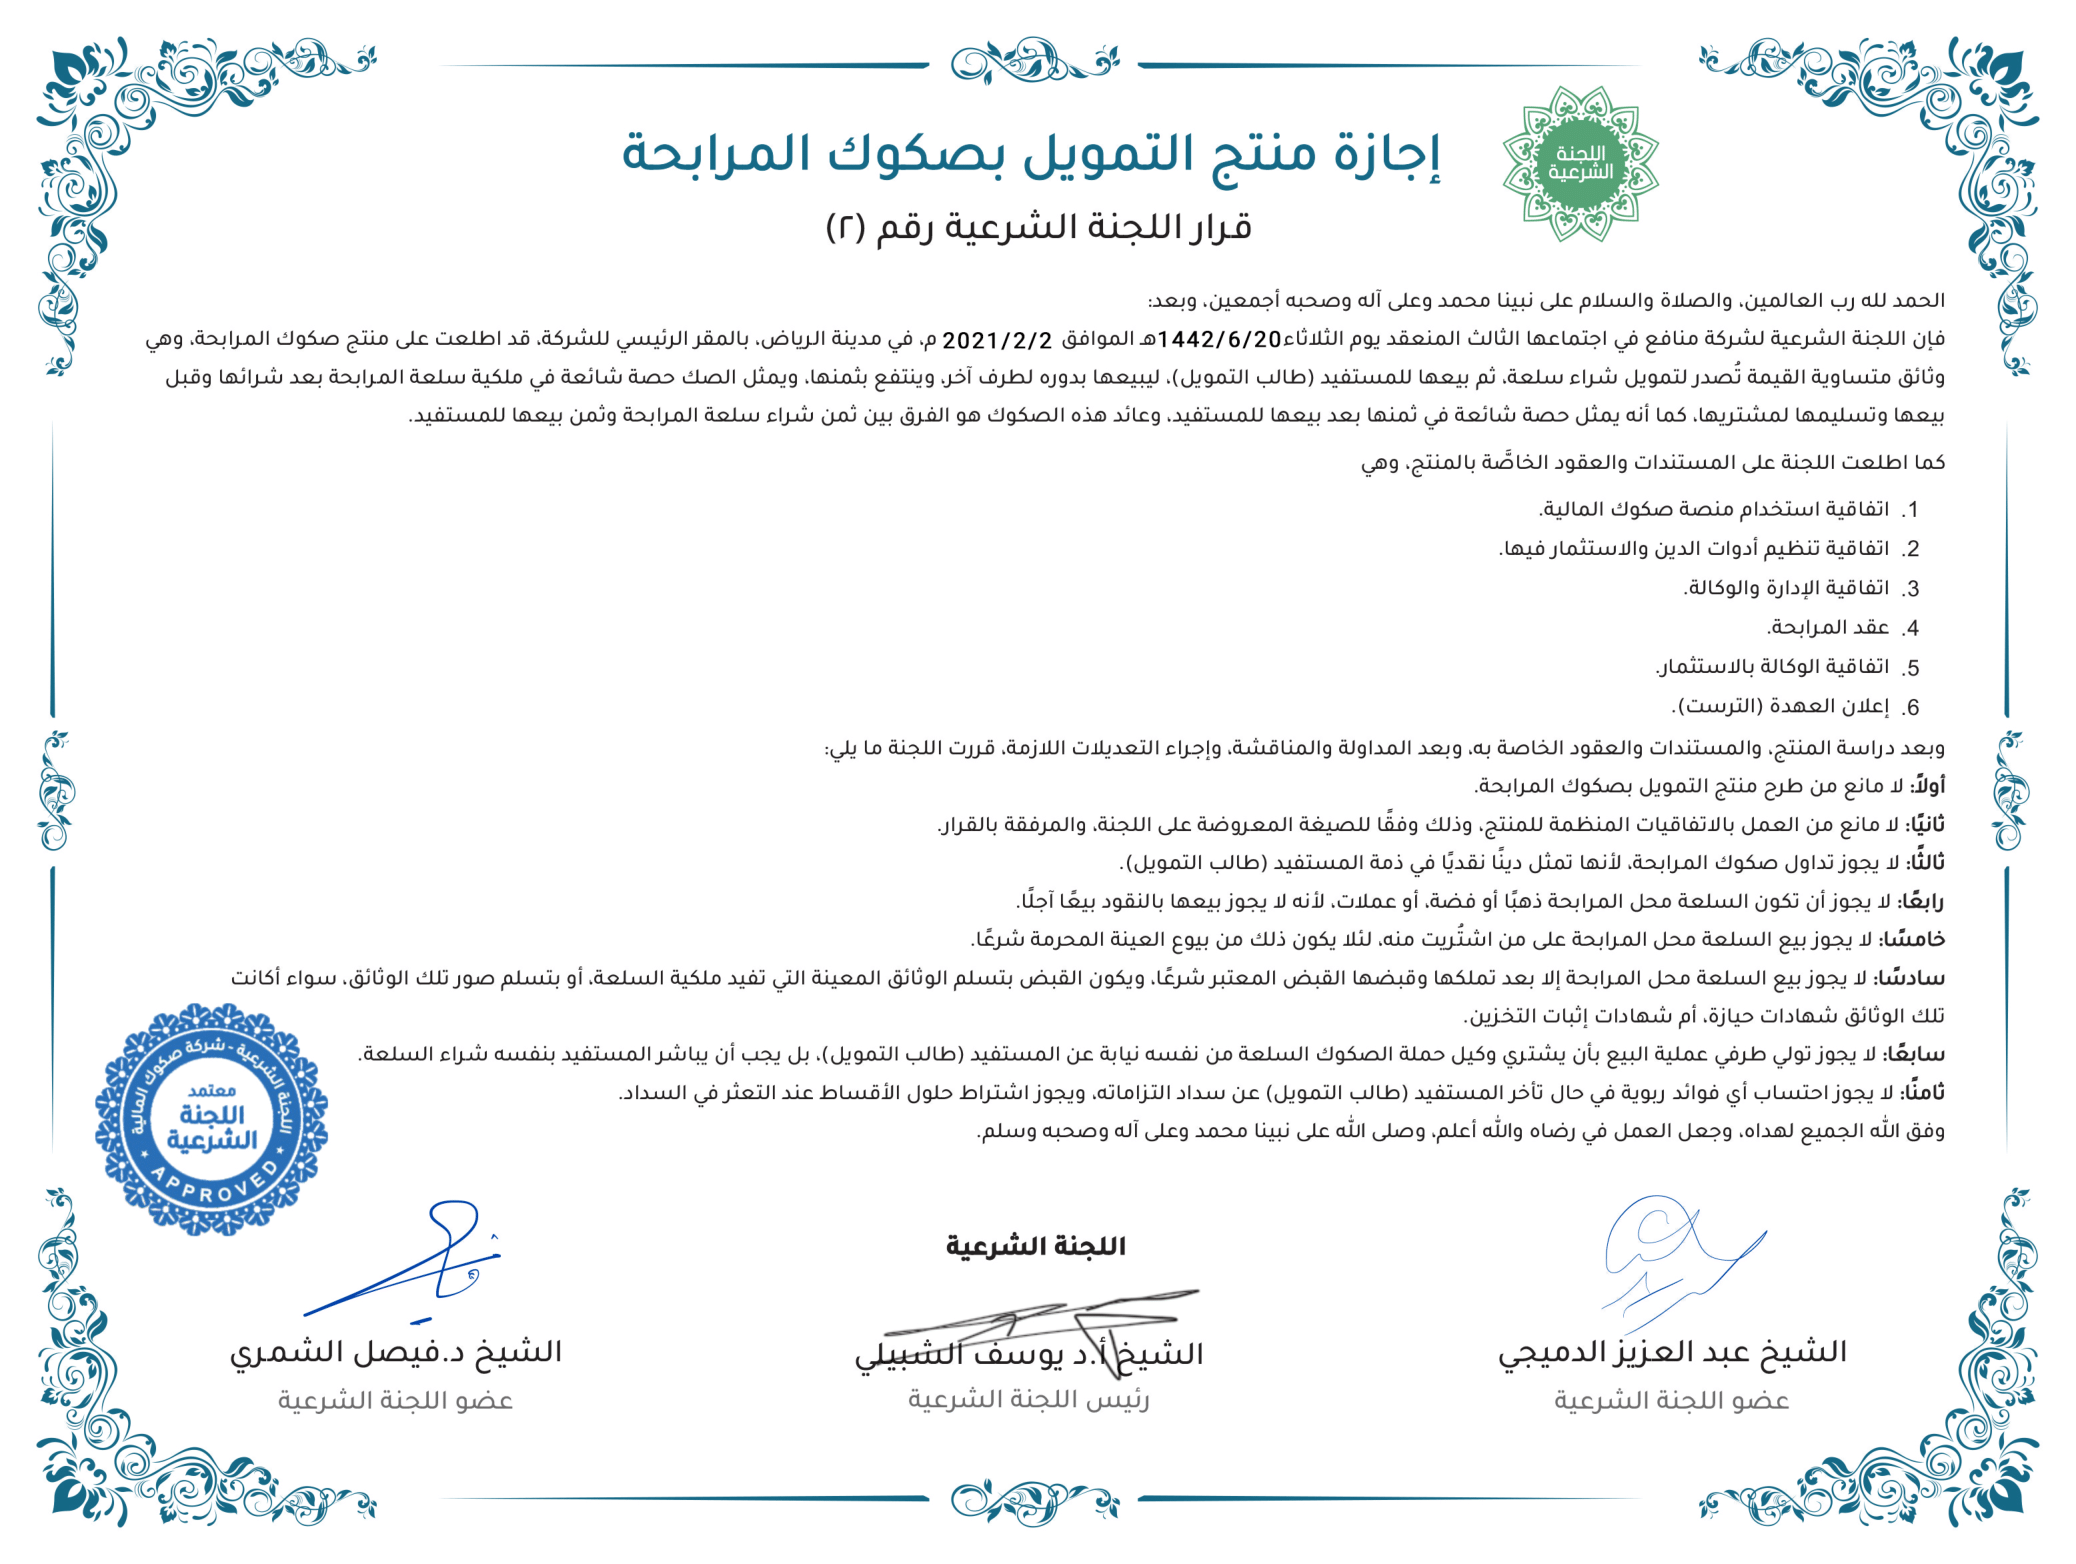 اللجنة
الشرعية
إجازة منتج التمويل بصكوك المرابحة
قرار اللجنة الشرعية رقم (٢)
الحمد لله رب العالمين، والصلاة والسلام على نبينا محمد وعلى آله وصحبه أجمعين، وبعد:
فإن اللجنة الشرعية لشركة منافع في اجتماعها الثالث المنعقد يوم الثلاثاء1442/6/20هـ الموافق 2021/2/2 م، في مدينة الرياض، بالمقر الرئيسي للشركة، قد اطلعت على منتج صكوك المرابحة، وهي
وثائق متساوية القيمة تُصدر لتمويل شراء سلعة، ثم بيعها للمستفيد (طالب التمويل)، ليبيعها بدوره لطرف آخر، وينتفع بثمنها، ويمثل الصك حصة شائعة في ملكية سلعة المرابحة بعد شرائها وقبل
بيعها وتسليمها لمشتريها، كما أنه يمثل حصة شائعة في ثمنها بعد بيعها للمستفيد، وعائد هذه الصكوك هو الفرق بين ثمن شراء سلعة المرابحة وثمن بيعها للمستفيد.
كما اطلعت اللجنة على المستندات والعقود الخاصَّة بالمنتج، وهي
1. اتفاقية استخدام منصة صكوك المالية.
2. اتفاقية تنظيم أدوات الدين والاستثمار فيها.
3. اتفاقية الإدارة والوكالة.
4. عقد المرابحة.
5. اتفاقية الوكالة بالاستثمار.
6. إعلان العهدة (الترست).
وبعد دراسة المنتج، والمستندات والعقود الخاصة به، وبعد المداولة والمناقشة، وإجراء التعديلات اللازمة، قررت اللجنة ما يلي:
أولاً: لا مانع من طرح منتج التمويل بصكوك المرابحة.
ثانيًا: لا مانع من العمل بالاتفاقيات المنظمة للمنتج، وذلك وفقًا للصيغة المعروضة على اللجنة، والمرفقة بالقرار.
ثالثًا: لا يجوز تداول صكوك المرابحة، لأنها تمثل دينًا نقديًا في ذمة المستفيد (طالب التمويل).
رابعًا: لا يجوز أن تكون السلعة محل المرابحة ذهبًا أو فضة، أو عملات، لأنه لا يجوز بيعها بالنقود بيعًا آجلًا.
خامسًا: لا يجوز بيع السلعة محل المرابحة على من اشتُريت منه، لئلا يكون ذلك من بيوع العينة المحرمة شرعًا.
سادسًا: لا يجوز بيع السلعة محل المرابحة إلا بعد تملكها وقبضها القبض المعتبر شرعًا، ويكون القبض بتسلم الوثائق المعينة التي تفيد ملكية السلعة، أو بتسلم صور تلك الوثائق، سواء أكانت
تلك الوثائق شهادات حيازة، أم شهادات إثبات التخزين.
سابعًا: لا يجوز تولي طرفي عملية البيع بأن يشتري وكيل حملة الصكوك السلعة من نفسه نيابة عن المستفيد (طالب التمويل)، بل يجب أن يباشر المستفيد بنفسه شراء السلعة.
ثامنًا: لا يجوز احتساب أي فوائد ربوية في حال تأخر المستفيد (طالب التمويل) عن سداد التزاماته، ويجوز اشتراط حلول الأقساط عند التعثر في السداد.
وفق الله الجميع لهداه، وجعل العمل في رضاه والله أعلم، وصلى الله على نبينا محمد وعلى آله وصحبه وسلم.
اللجنة الشرعية - شركة صكوك المالية
معتمد
اللجنة
الشرعية
APPROVED
اللجنة الشرعية
الشيخ عبد العزيز الدميجي
عضو اللجنة الشرعية
الشيخ أ.د يوسف الشبيلي
رئيس اللجنة الشرعية
الشيخ د.فيصل الشمري
عضو اللجنة الشرعية